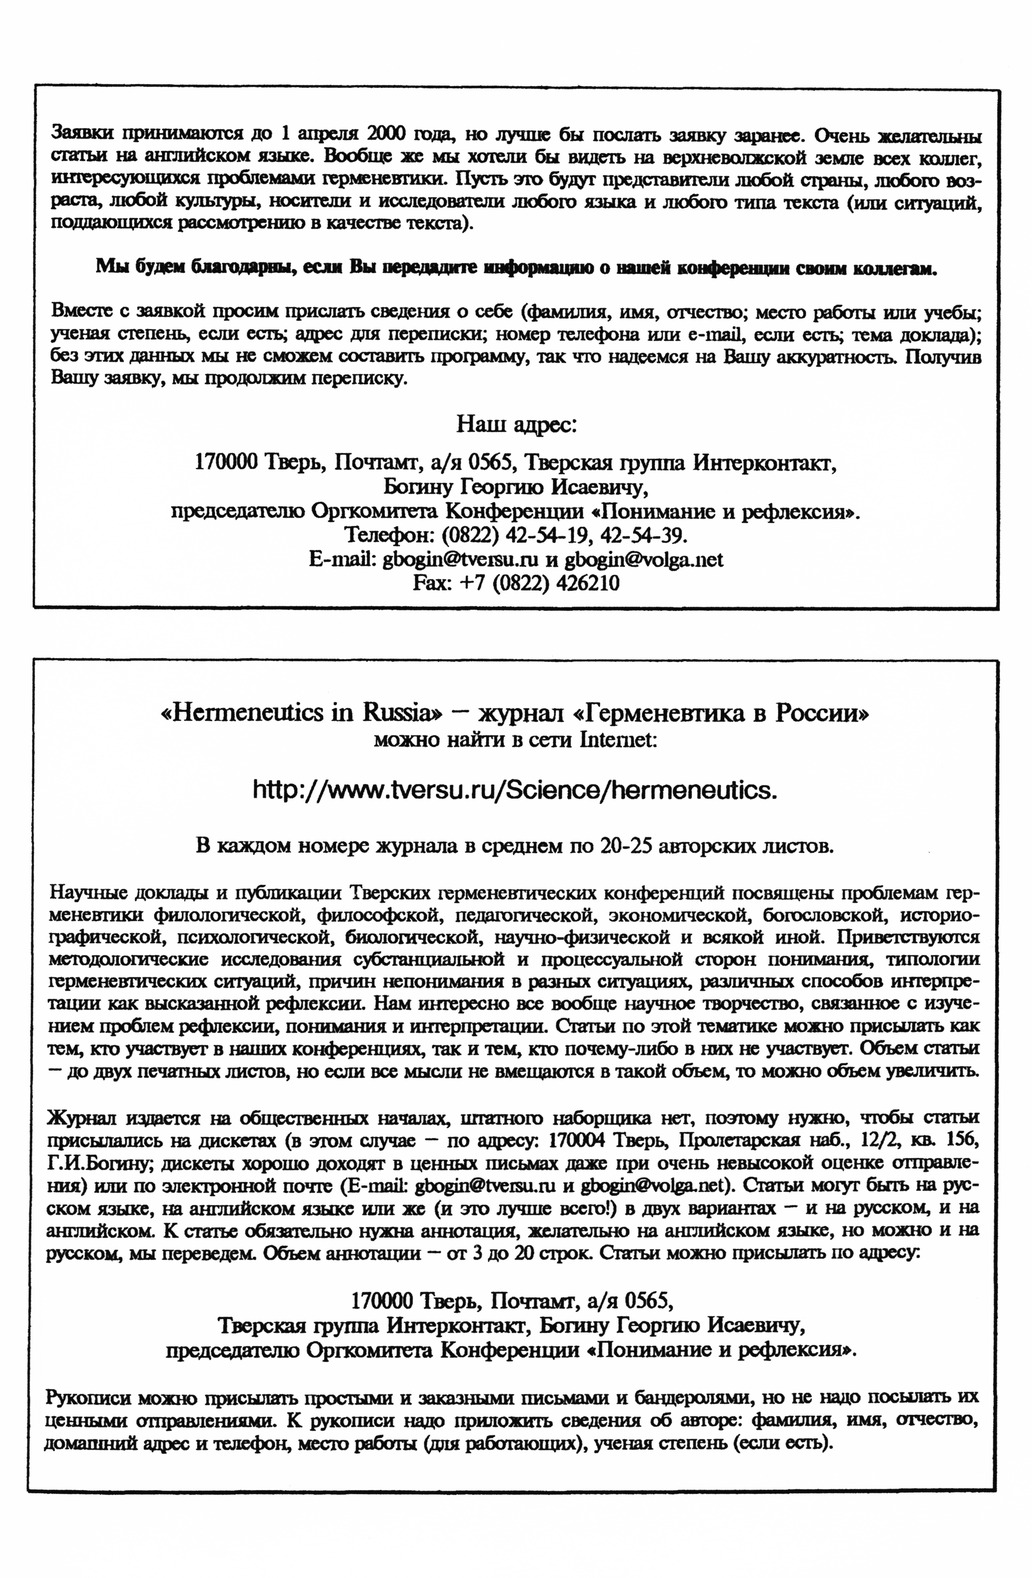 Заявки принимаются до 1 апреля 2000 года, но лучше бы послать заявку заранее. Очень желательны
статьи на английском языке. Вообще же мы хотели бы видеть на верхневолжской земле всех коллег,
интересующихся проблемами герменевтики. Пусть это будут представители любой страны, любого воз-
раста, любой культуры, носители и исследователи любого языка и любого типа текста (или ситуаций,
поддающихся рассмотрению в качестве текста).
Мы будем благодарны, если Вы передадите информацию о нашей конференции своим коллегам.
Вместе с заявкой просим прислать сведения о себе (фамилия, имя, отчество; место работы или учебы;
ученая степень, если есть; адрес для переписки; номер телефона или e-mail, если есть; тема доклада);
без этих данных мы не сможем составить программу, так что надеемся на Вашу аккуратность. Получив
Вашу заявку, мы продолжим переписку.
Наш адрес:
170000 Тверь, Почтамт, а/я 0565, Тверская группа Интерконтакт,
Богину Георгию Исаевичу,
председателю Оргкомитета Конференции «Понимание и рефлексия».
Телефон: (0822) 42-54-19, 42-54-39.
E-mail: gbogin@tversu.ru и gbogin@volga.net
Fax: +7 (0822) 426210
«Hermeneutics in Russia» — журнал «Герменевтика в России»
можно найти в сети Internet:
http://www.tversu.ru/Science/hermeneutics.
В каждом номере журнала в среднем по 20-25 авторских листов.
Научные доклады и публикации Тверских герменевтических конференций посвящены проблемам гер-
меневтики филологической, философской, педагогической, экономической, богословской, историо-
графической, психологической, биологической, научно-физической и всякой иной. Приветствуются
методологические исследования субстанциальной и процессуальной сторон понимания, типологии
герменевтических ситуаций, причин непонимания в разных ситуациях, различных способов интерпре-
тации как высказанной рефлексии. Нам интересно все вообще научное творчество, связанное с изуче-
нием проблем рефлексии, понимания и интерпретации. Статьи по этой тематике можно присылать как
тем, кто участвует в наших конференциях, так и тем, кто почему-либо в них не участвует. Объем статьи
— до двух печатных листов, но если все мысли не вмещаются в такой объем, то можно объем увеличить.
Журнал издается на общественных началах, штатного наборщика нет, поэтому нужно, чтобы статьи
присылались на дискетах (в этом случае — по адресу: 170004 Тверь, Пролетарская наб., 12/2, кв. 156,
Г.И.Богину; дискеты хорошо доходят в ценных письмах даже при очень невысокой оценке отправле-
ния) или по электронной почте (E-mail: gbogin@tversu.ru и gbogin@volga.net). Статьи могут быть на рус-
ском языке, на английском языке или же (и это лучше всего!) в двух вариантах — и на русском, и на
английском. К статье обязательно нужна аннотация, желательно на английском языке, но можно и на
русском, мы переведем. Объем аннотации — от 3 до 20 строк. Статьи можно присылать по адресу:
170000 Тверь, Почтамт, а/я 0565,
Тверская группа Интерконтакт, Богину Георгию Исаевичу,
председателю Оргкомитета Конференции «Понимание и рефлексия».
Рукописи можно присылать простыми и заказными письмами и бандеролями, но не надо посылать их
ценными отправлениями. К рукописи надо приложить сведения об авторе: фамилия, имя, отчество,
домашний адрес и телефон, место работы (для работающих), ученая степень (если есть).